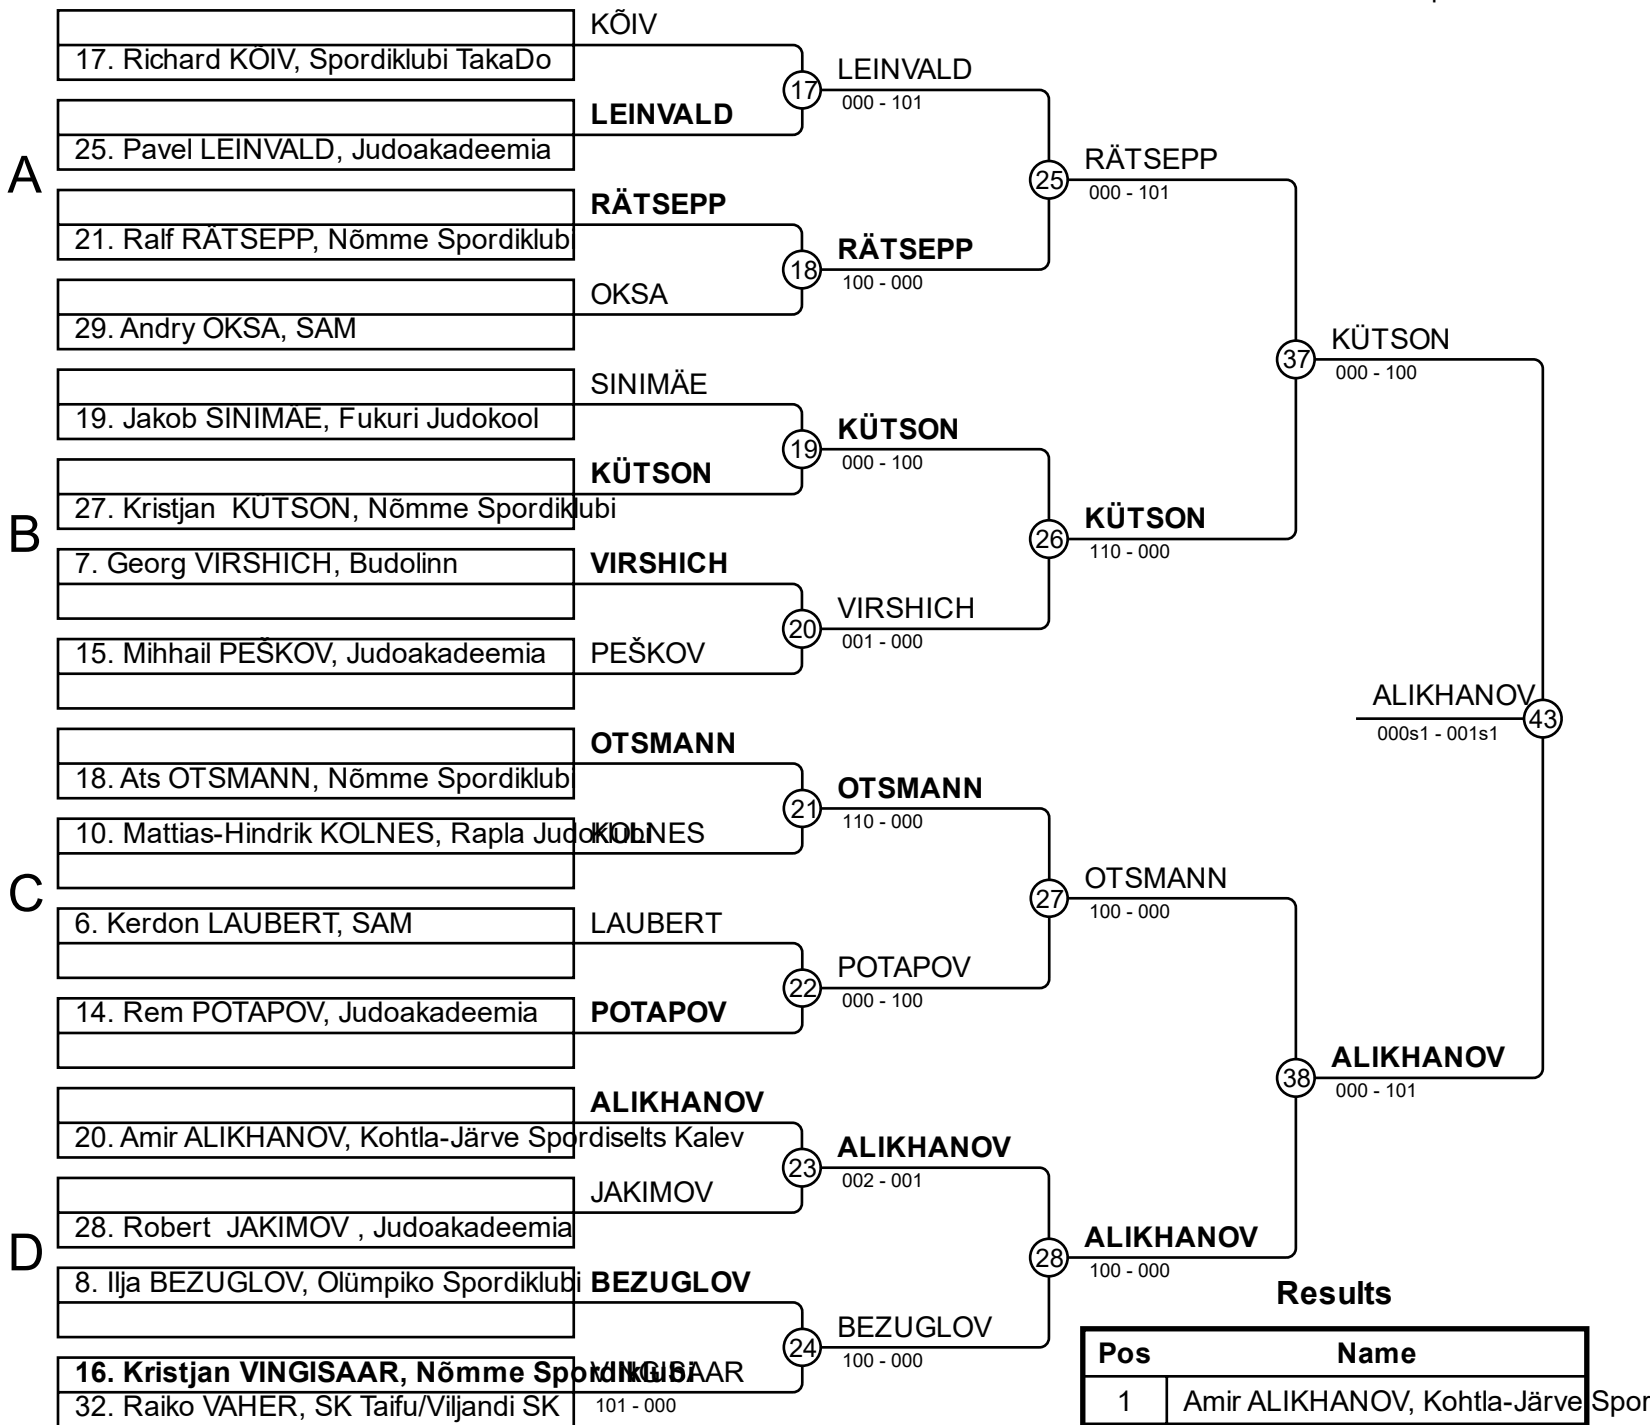 KÕIV
17. Richard KÕIV, Spordiklubi TakaDo
17
LEINVALD
000 - 101
LEINVALD
25. Pavel LEINVALD, Judoakadeemia
A
25
RÄTSEPP
000 - 101
RÄTSEPP
21. Ralf RÄTSEPP, Nõmme Spordiklubi
18
RÄTSEPP
100 - 000
OKSA
29. Andry OKSA, SAM
37
KÜTSON
000 - 100
SINIMÄE
19. Jakob SINIMÄE, Fukuri Judokool
19
KÜTSON
000 - 100
KÜTSON
27. Kristjan  KÜTSON, Nõmme Spordiklubi
B
26
KÜTSON
110 - 000
7. Georg VIRSHICH, Budolinn
VIRSHICH
20
VIRSHICH
001 - 000
15. Mihhail PEŠKOV, Judoakadeemia
PEŠKOV
ALIKHANOV
43
000s1 - 001s1
OTSMANN
18. Ats OTSMANN, Nõmme Spordiklubi
21
OTSMANN
110 - 000
10. Mattias-Hindrik KOLNES, Rapla Judoklubi
KOLNES
C
27
OTSMANN
100 - 000
6. Kerdon LAUBERT, SAM
LAUBERT
22
POTAPOV
000 - 100
14. Rem POTAPOV, Judoakadeemia
POTAPOV
38
ALIKHANOV
000 - 101
ALIKHANOV
20. Amir ALIKHANOV, Kohtla-Järve Spordiselts Kalev
23
ALIKHANOV
002 - 001
JAKIMOV
28. Robert  JAKIMOV , Judoakadeemia
D
28
ALIKHANOV
100 - 000
8. Ilja BEZUGLOV, Olümpiko Spordiklubi
BEZUGLOV
24
BEZUGLOV
100 - 000
16. Kristjan VINGISAAR, Nõmme Spordiklubi
VINGISAAR
32. Raiko VAHER, SK Taifu/Viljandi SK
101 - 000
Results
Pos Name
1 Amir ALIKHANOV, Kohtla-Järve Spor